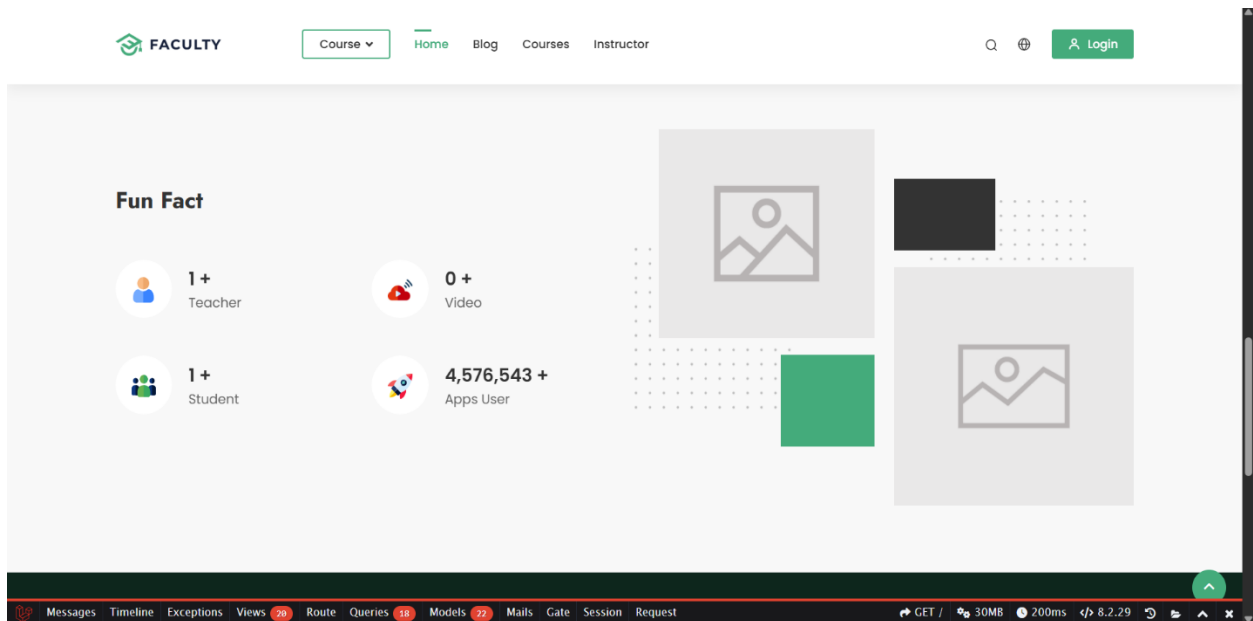 FACULTY
Course
Home
Blog
Courses
Instructor
Login
Fun Fact
1 +
Teacher
0 +
Video
1 +
Student
4,576,543 +
Apps User
Messages
Timeline
Exceptions
Views 20
Route
Queries 18
Models 22
Mails
Gate
Session
Request
GET /
30MB
200ms
</> 8.2.29